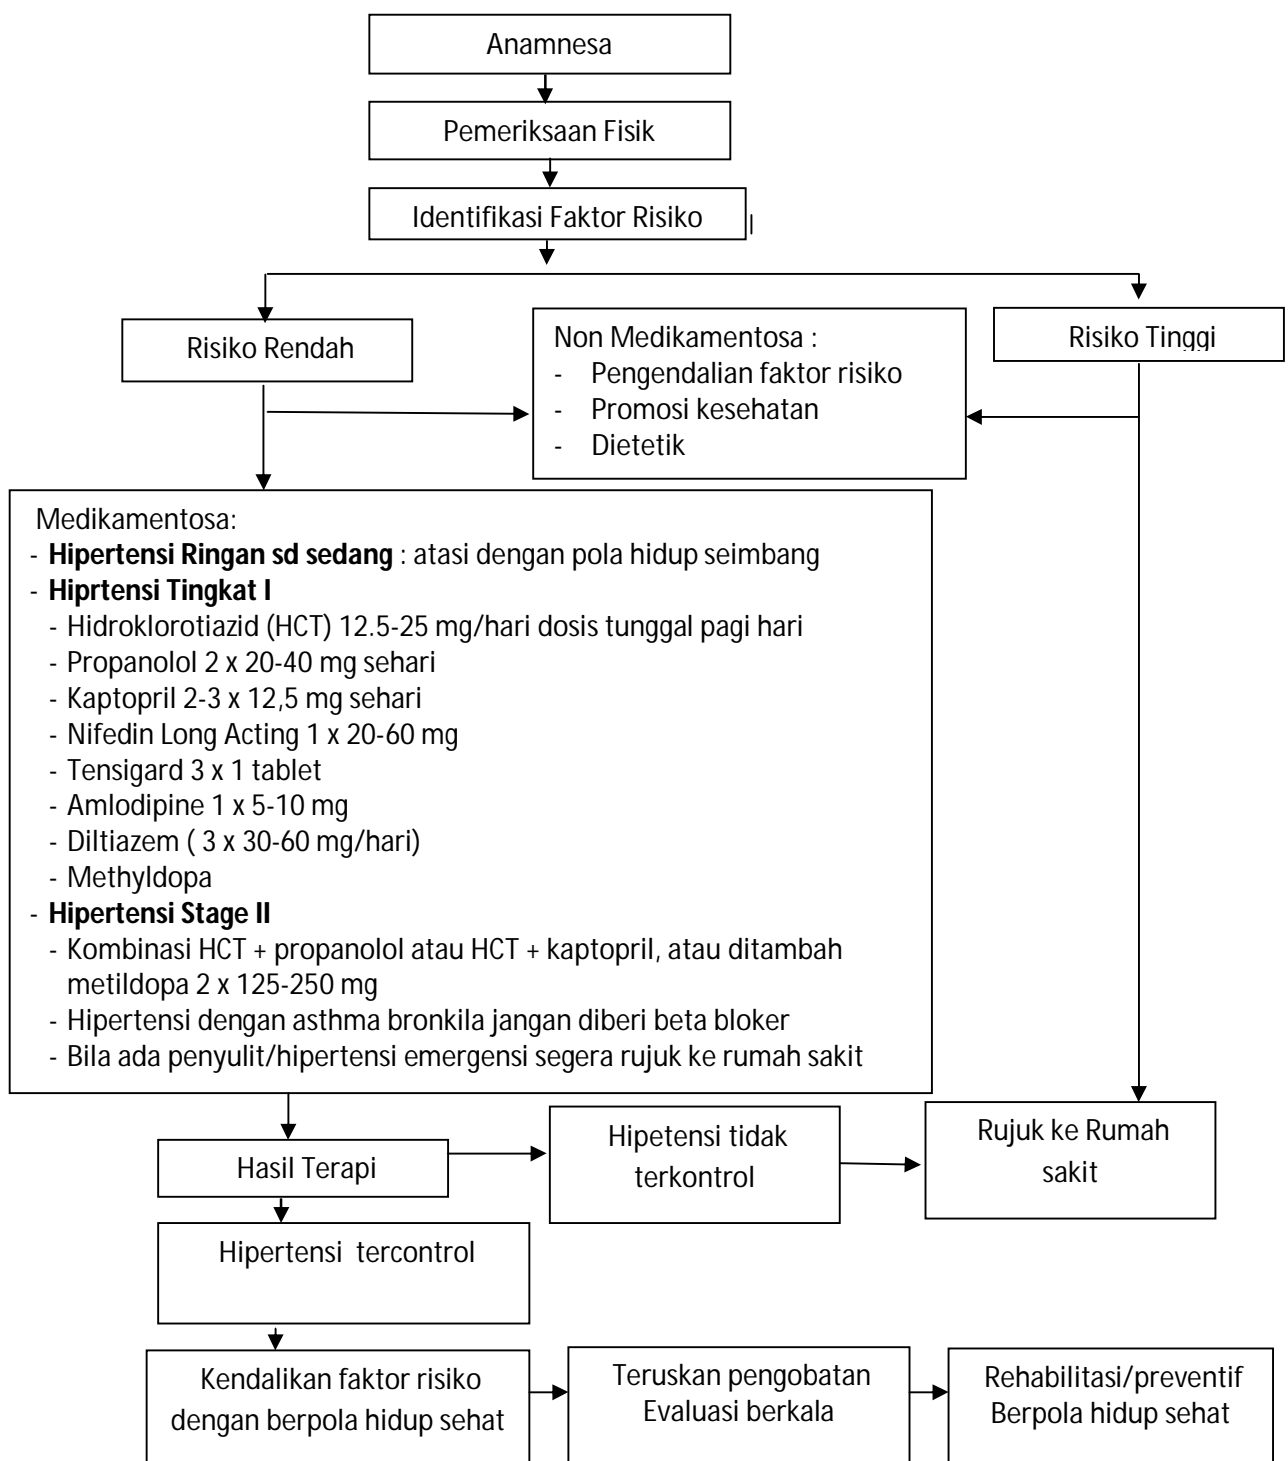 Anamnesa
Pemeriksaan Fisik
Identifikasi Faktor Risiko
Risiko Rendah
Non Medikamentosa :
- Pengendalian faktor risiko
- Promosi kesehatan
- Dietetik
Risiko Tinggi
Medikamentosa:
- Hipertensi Ringan sd sedang : atasi dengan pola hidup seimbang
- Hiprtensi Tingkat I
- Hidroklorotiazid (HCT) 12.5-25 mg/hari dosis tunggal pagi hari
- Propanolol 2 x 20-40 mg sehari
- Kaptopril 2-3 x 12,5 mg sehari
- Nifedin Long Acting 1 x 20-60 mg
- Tensigard 3 x 1 tablet
- Amlodipine 1 x 5-10 mg
- Diltiazem ( 3 x 30-60 mg/hari)
- Methyldopa
- Hipertensi Stage II
- Kombinasi HCT + propanolol atau HCT + kaptopril, atau ditambah
metildopa 2 x 125-250 mg
- Hipertensi dengan asthma bronkila jangan diberi beta bloker
- Bila ada penyulit/hipertensi emergensi segera rujuk ke rumah sakit
Hasil Terapi
Hipetensi tidak
terkontrol
Rujuk ke Rumah
sakit
Hipertensi tercontrol
Kendalikan faktor risiko
dengan berpola hidup sehat
Teruskan pengobatan
Evaluasi berkala
Rehabilitasi/preventif
Berpola hidup sehat